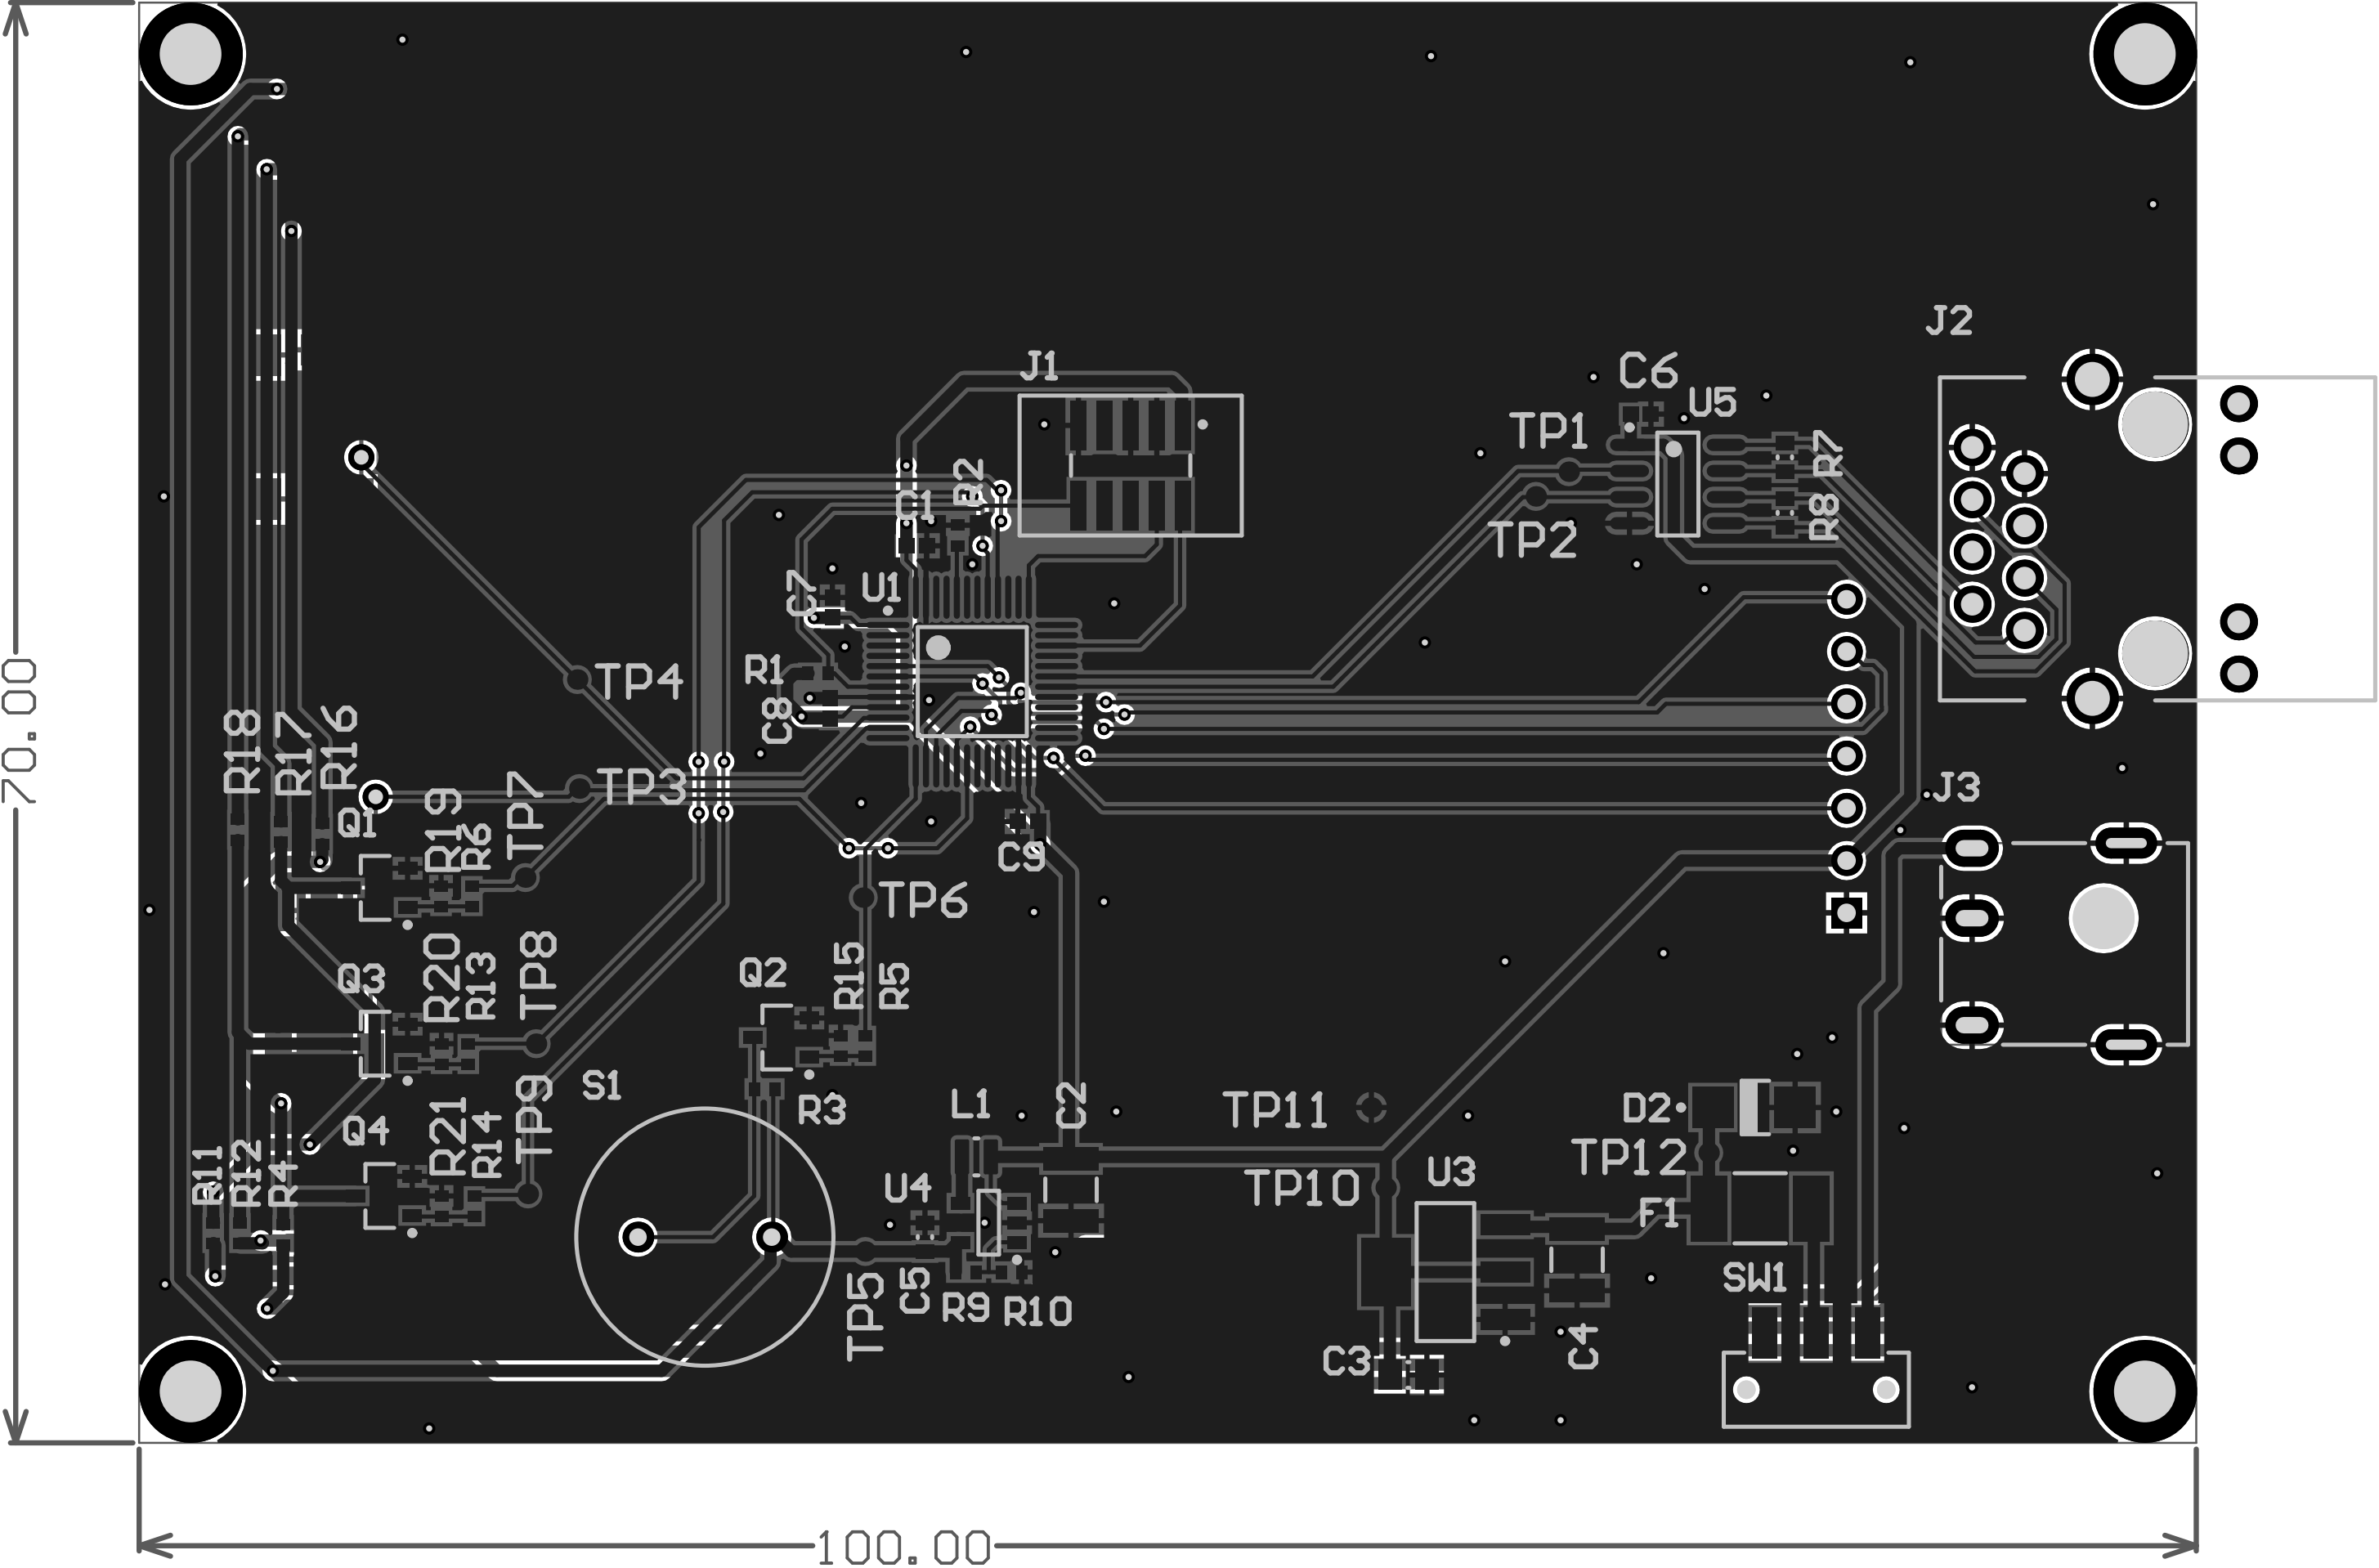 J2
J1
C6
U5
TP1
R7
R2
C1
R8
TP2
C7
U1
R1
TP4
C8
70.00
R18
R17
R16
TP7
TP3
J3
Q1
R19
R6
C9
TP6
Q3
R20
R13
TP8
Q2
R15
R5
S1
TP9
R3
L1
C2
TP11
D2
Q4
R21
R14
TP12
R11
R12
R4
U4
TP10
U3
F1
SW1
TP5
C5
R9
R10
C3
C4
100.00